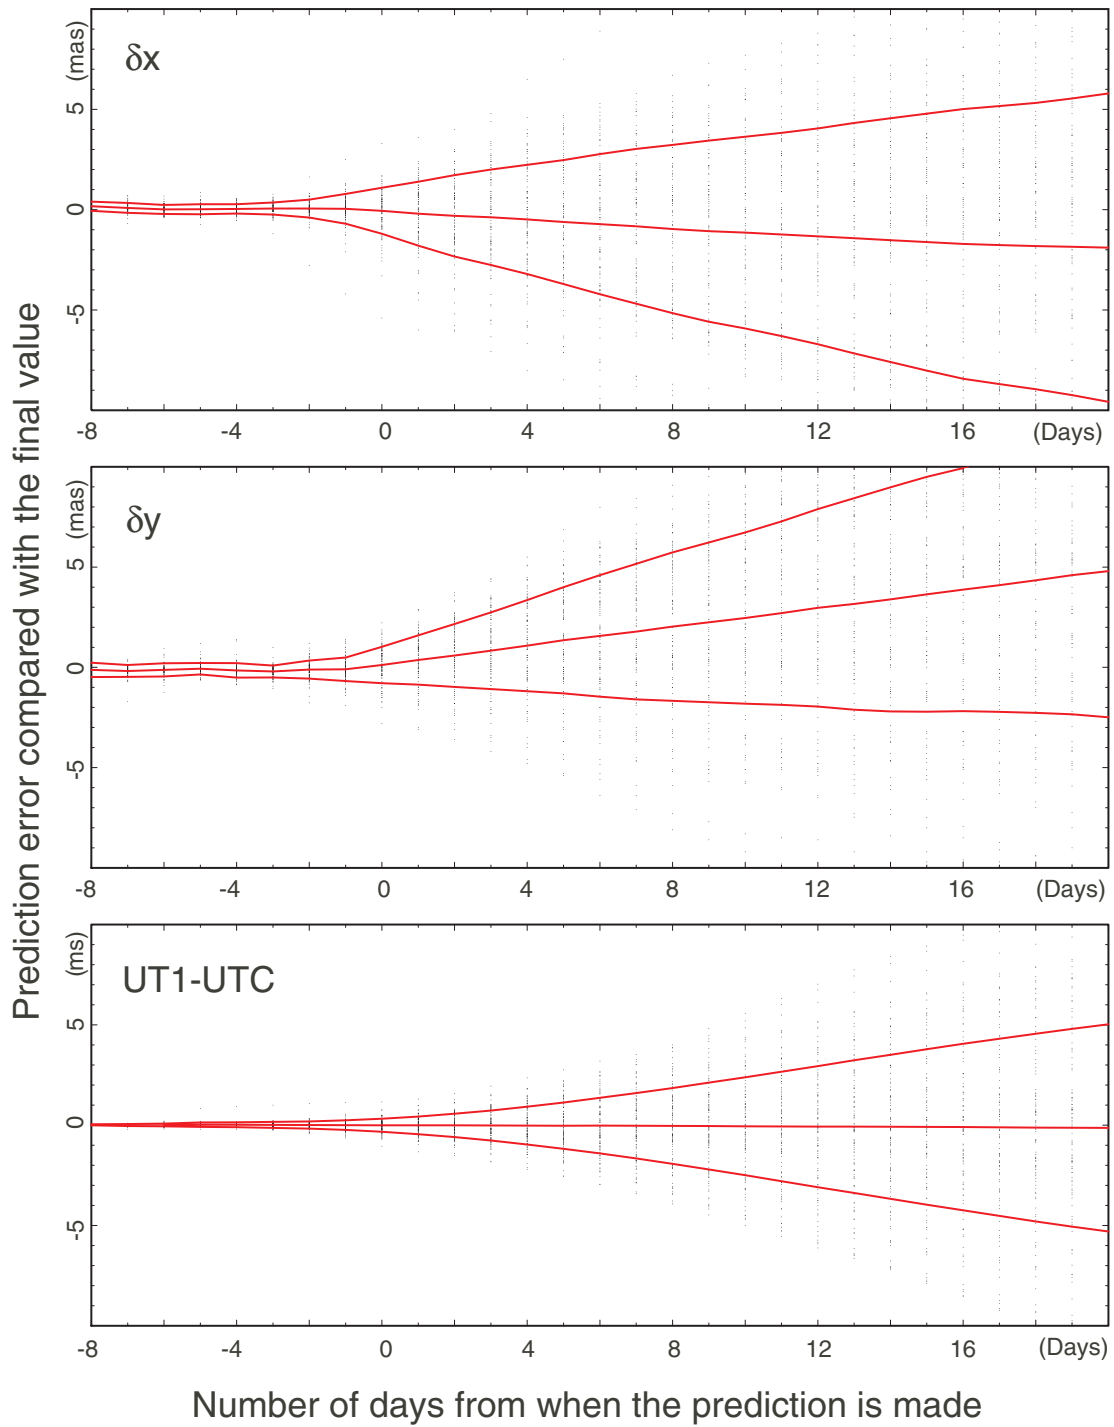 Prediction error compared with the final value
(mas)
δx
5
0
-5
-8 -4 0 4 8 12 16 (Days)
(mas)
δy
5
0
-5
-8 -4 0 4 8 12 16 (Days)
(ms)
UT1-UTC
5
0
-5
-8 -4 0 4 8 12 16 (Days)
Number of days from when the prediction is made